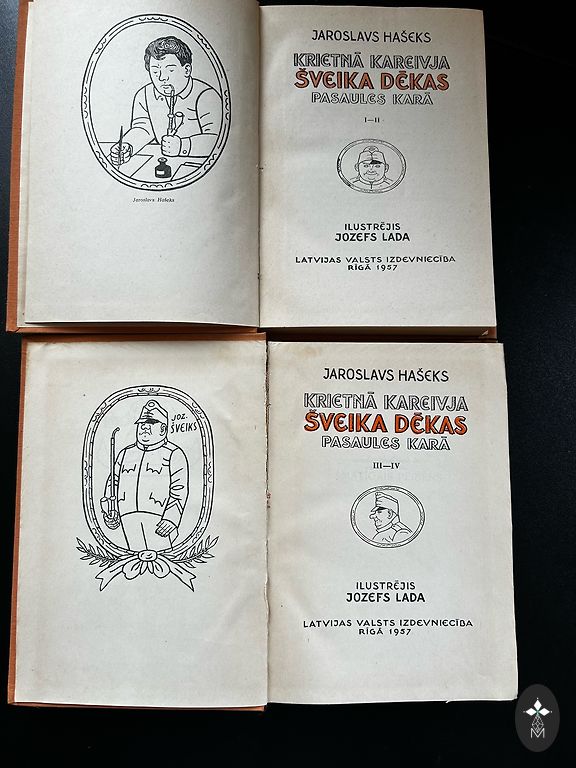 Jaroslavs Hašeks
JAROSLAVS HAŠEKS
KRIETNĀ KAREIVJA
ŠVEIKA DĒKAS
PASAULES KARĀ
I—II
ILUSTRĒJIS
JOZEFS LADA
LATVIJAS VALSTS IZDEVNIECĪBA
RĪGĀ 1957
JOZ.
ŠVEIKS
JAROSLAVS HAŠEKS
KRIETNĀ KAREIVJA
ŠVEIKA DĒKAS
PASAULES KARĀ
III—IV
ILUSTRĒJIS
JOZEFS LADA
LATVIJAS VALSTS IZDEVNIECĪBA
RĪGĀ 1957
M